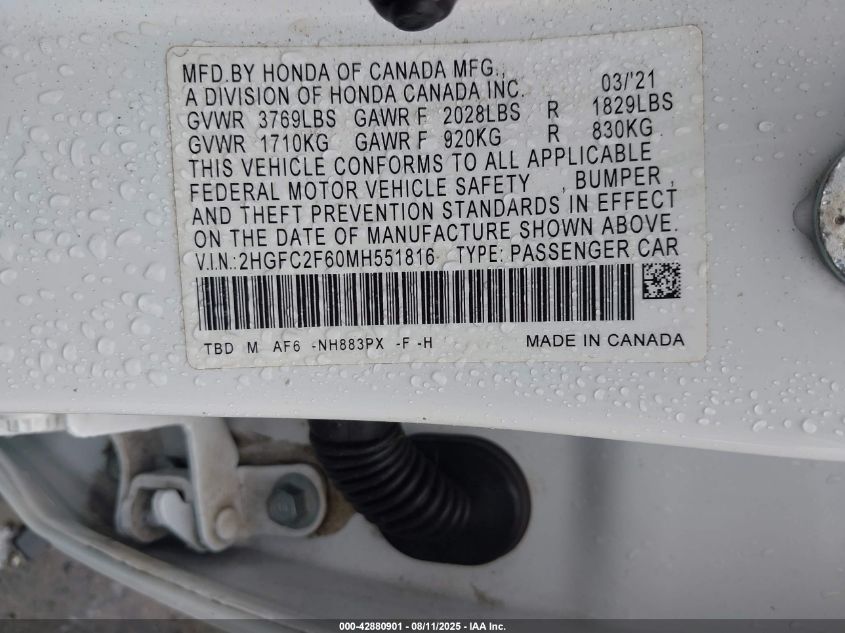 MFD.BY HONDA OF CANADA MFG.,
A DIVISION OF HONDA CANADA INC. 03/'21
GVWR 3769LBS GAWR F 2028LBS R 1829LBS
GVWR 1710KG GAWR F 920KG R 830KG
THIS VEHICLE CONFORMS TO ALL APPLICABLE
FEDERAL MOTOR VEHICLE SAFETY , BUMPER ,
AND THEFT PREVENTION STANDARDS IN EFFECT
ON THE DATE OF MANUFACTURE SHOWN ABOVE.
V.I.N.:2HGFC2F60MH551816 TYPE: PASSENGER CAR
TBD M AF6 -NH883PX -F -H MADE IN CANADA
000-42880901 - 08/11/2025 - IAA Inc.